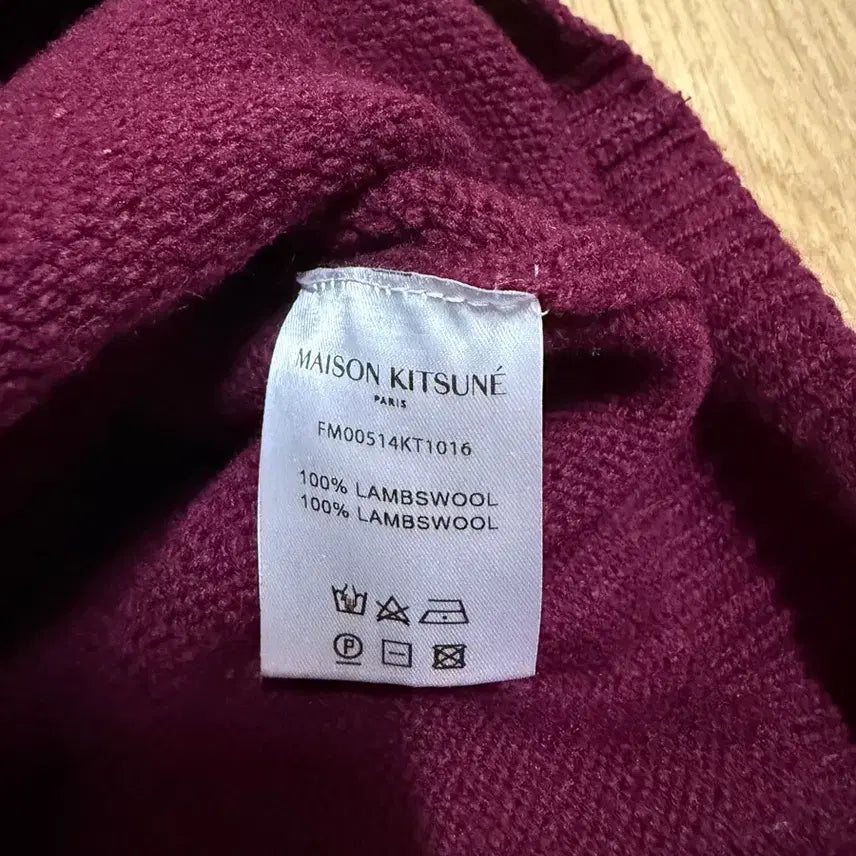 MAISON KITSUNÉ
PARIS
FM00514KT1016
100% LAMBSWOOL
100% LAMBSWOOL
P